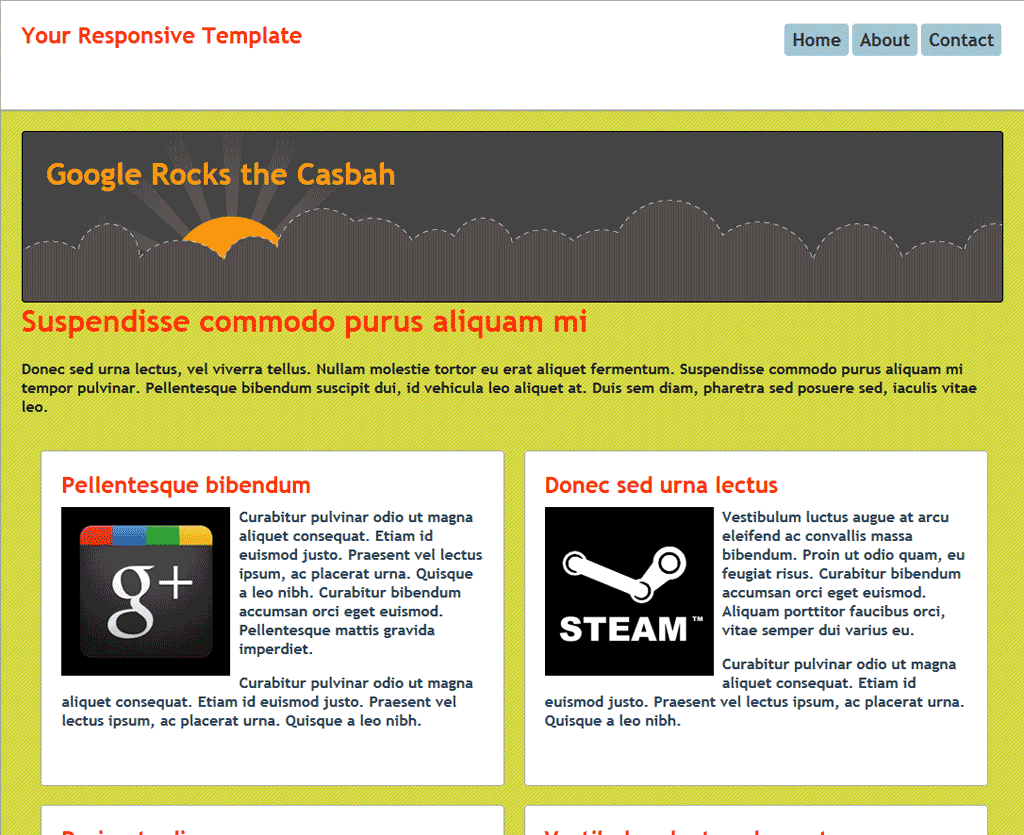 Your Responsive Template
Home About Contact
Google Rocks the Casbah
Suspendisse commodo purus aliquam mi
Donec sed urna lectus, vel viverra tellus. Nullam molestie tortor eu erat aliquet fermentum. Suspendisse commodo purus aliquam mi
tempor pulvinar. Pellentesque bibendum suscipit dui, id vehicula leo aliquet at. Duis sem diam, pharetra sed posuere sed, iaculis vitae
leo.
Pellentesque bibendum
g+
Curabitur pulvinar odio ut magna
aliquet consequat. Etiam id
euismod justo. Praesent vel lectus
ipsum, ac placerat urna. Quisque
a leo nibh. Curabitur bibendum
accumsan orci eget euismod.
Pellentesque mattis gravida
imperdiet.
Curabitur pulvinar odio ut magna
aliquet consequat. Etiam id euismod justo. Praesent vel
lectus ipsum, ac placerat urna. Quisque a leo nibh.
Donec sed urna lectus
STEAM™
Vestibulum luctus augue at arcu
eleifend ac convallis massa
bibendum. Proin ut odio quam, eu
feugiat risus. Curabitur bibendum
accumsan orci eget euismod.
Aliquam porttitor faucibus orci,
vitae semper dui varius eu.
Curabitur pulvinar odio ut magna
aliquet consequat. Etiam id
euismod justo. Praesent vel lectus ipsum, ac placerat urna.
Quisque a leo nibh.